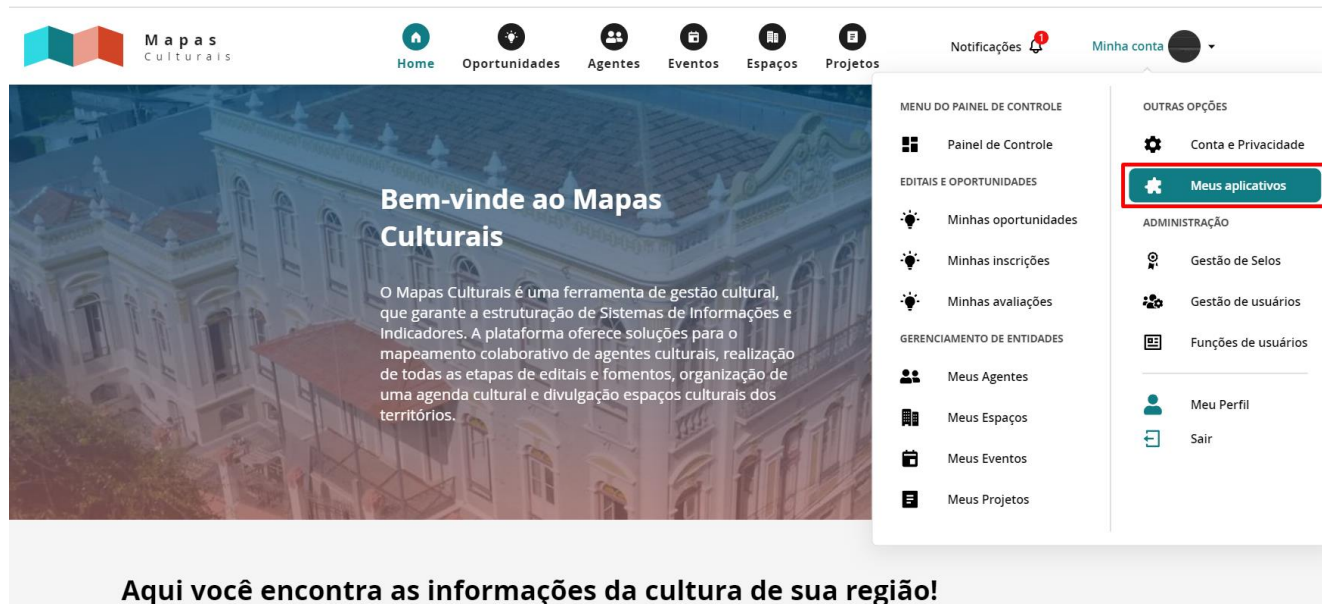 Mapas
Culturais
Home
Oportunidades
Agentes
Eventos
Espaços
Projetos
Notificações
1
Minha conta
MENU DO PAINEL DE CONTROLE
Painel de Controle
EDITAIS E OPORTUNIDADES
Minhas oportunidades
Minhas inscrições
Minhas avaliações
GERENCIAMENTO DE ENTIDADES
Meus Agentes
Meus Espaços
Meus Eventos
Meus Projetos
OUTRAS OPÇÕES
Conta e Privacidade
Meus aplicativos
ADMINISTRAÇÃO
Gestão de Selos
Gestão de usuários
Funções de usuários
Meu Perfil
Sair
Bem-vinde ao Mapas
Culturais
O Mapas Culturais é uma ferramenta de gestão cultural,
que garante a estruturação de Sistemas de Informações e
Indicadores. A plataforma oferece soluções para o
mapeamento colaborativo de agentes culturais, realização
de todas as etapas de editais e fomentos, organização de
uma agenda cultural e divulgação espaços culturais dos
territórios.
Aqui você encontra as informações da cultura de sua região!